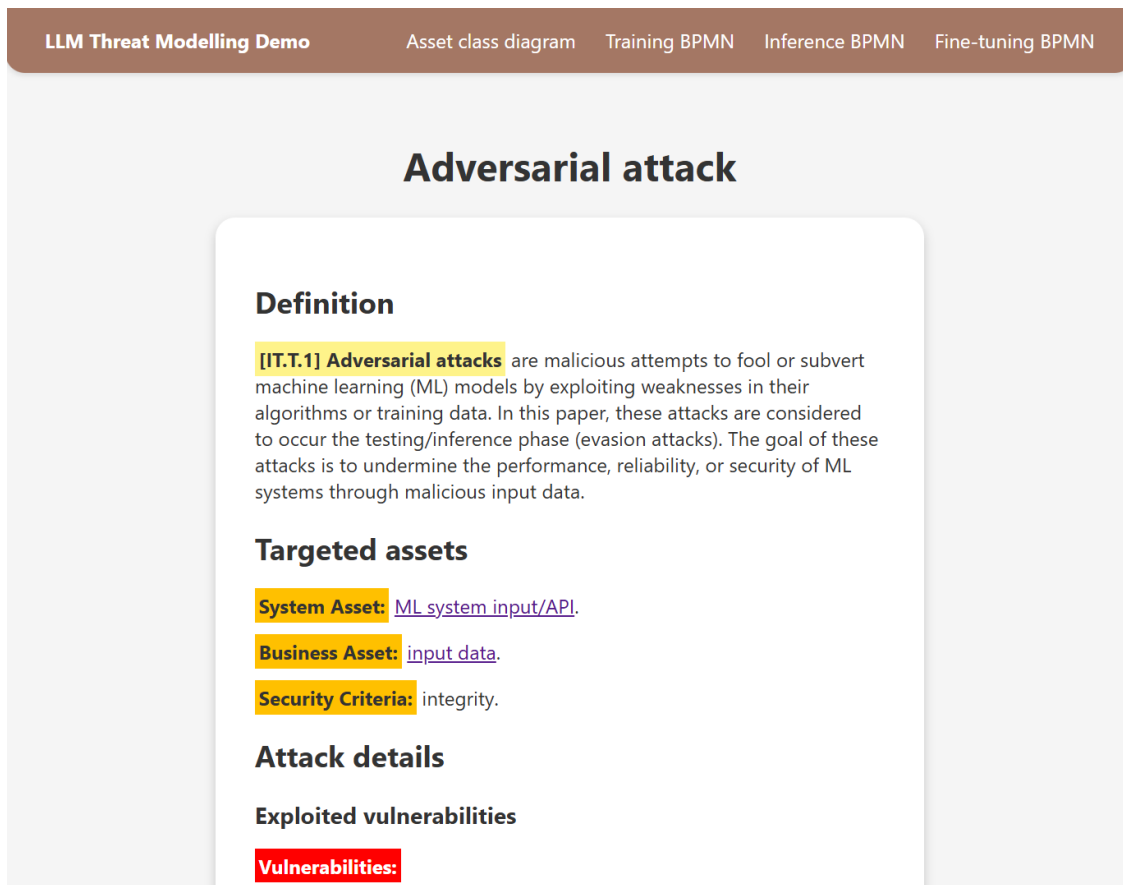 LLM Threat Modelling Demo Asset class diagram Training BPMN Inference BPMN Fine-tuning BPMN
Adversarial attack
Definition
[IT.T.1] Adversarial attacks are malicious attempts to fool or subvert
machine learning (ML) models by exploiting weaknesses in their
algorithms or training data. In this paper, these attacks are considered
to occur the testing/inference phase (evasion attacks). The goal of these
attacks is to undermine the performance, reliability, or security of ML
systems through malicious input data.
Targeted assets
System Asset: ML system input/API.
Business Asset: input data.
Security Criteria: integrity.
Attack details
Exploited vulnerabilities
Vulnerabilities: